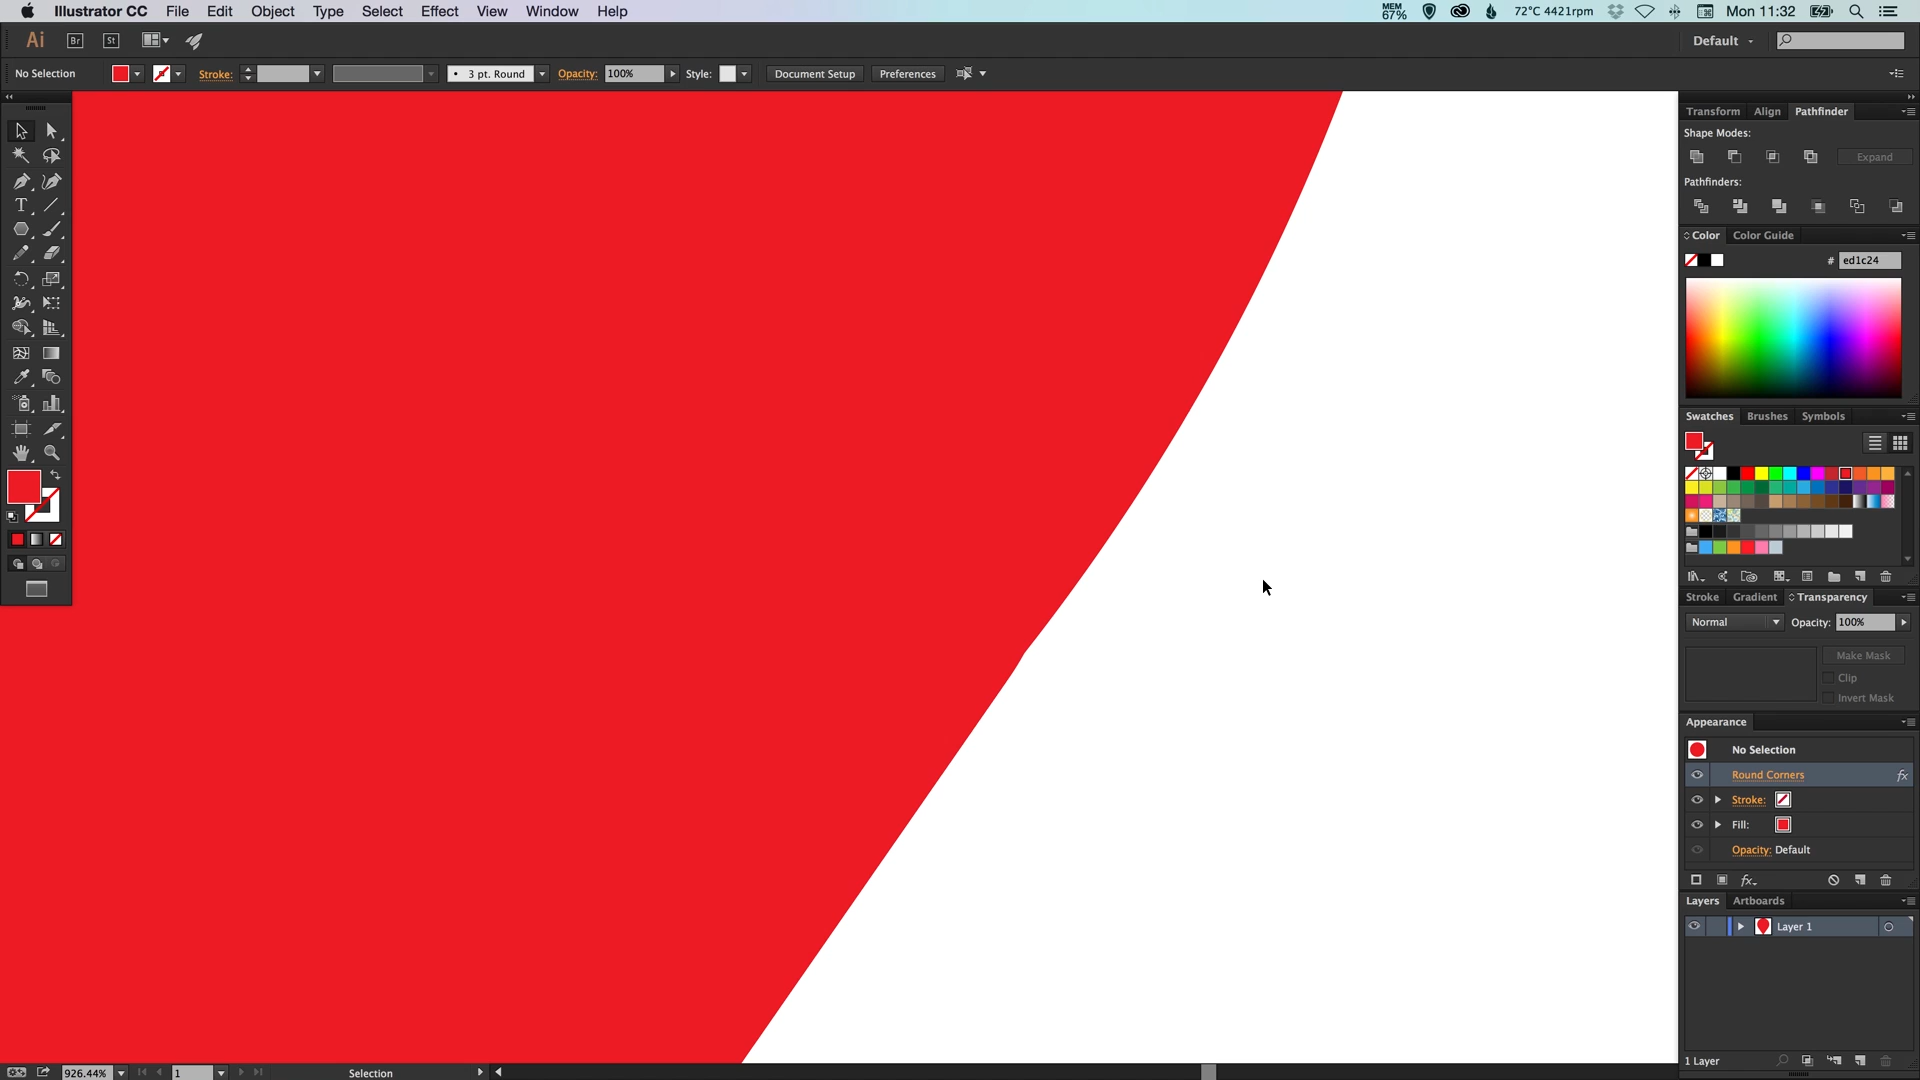 Illustrator CC File Edit Object Type Select Effect View Window Help MEM 67% 72°C 4421rpm Mon 11:32
Ai Br St Default
No Selection Stroke: 3 pt. Round Opacity: 100% Style: Document Setup Preferences
Transform Align Pathfinder
Shape Modes:
Expand
Pathfinders:
Color Color Guide
# ed1c24
Swatches Brushes Symbols
Stroke Gradient Transparency
Normal Opacity: 100%
Make Mask
Clip
Invert Mask
Appearance
No Selection
Round Corners fx
Stroke:
Fill:
Opacity: Default
fx
Layers Artboards
Layer 1
1 Layer
926.44% 1 Selection